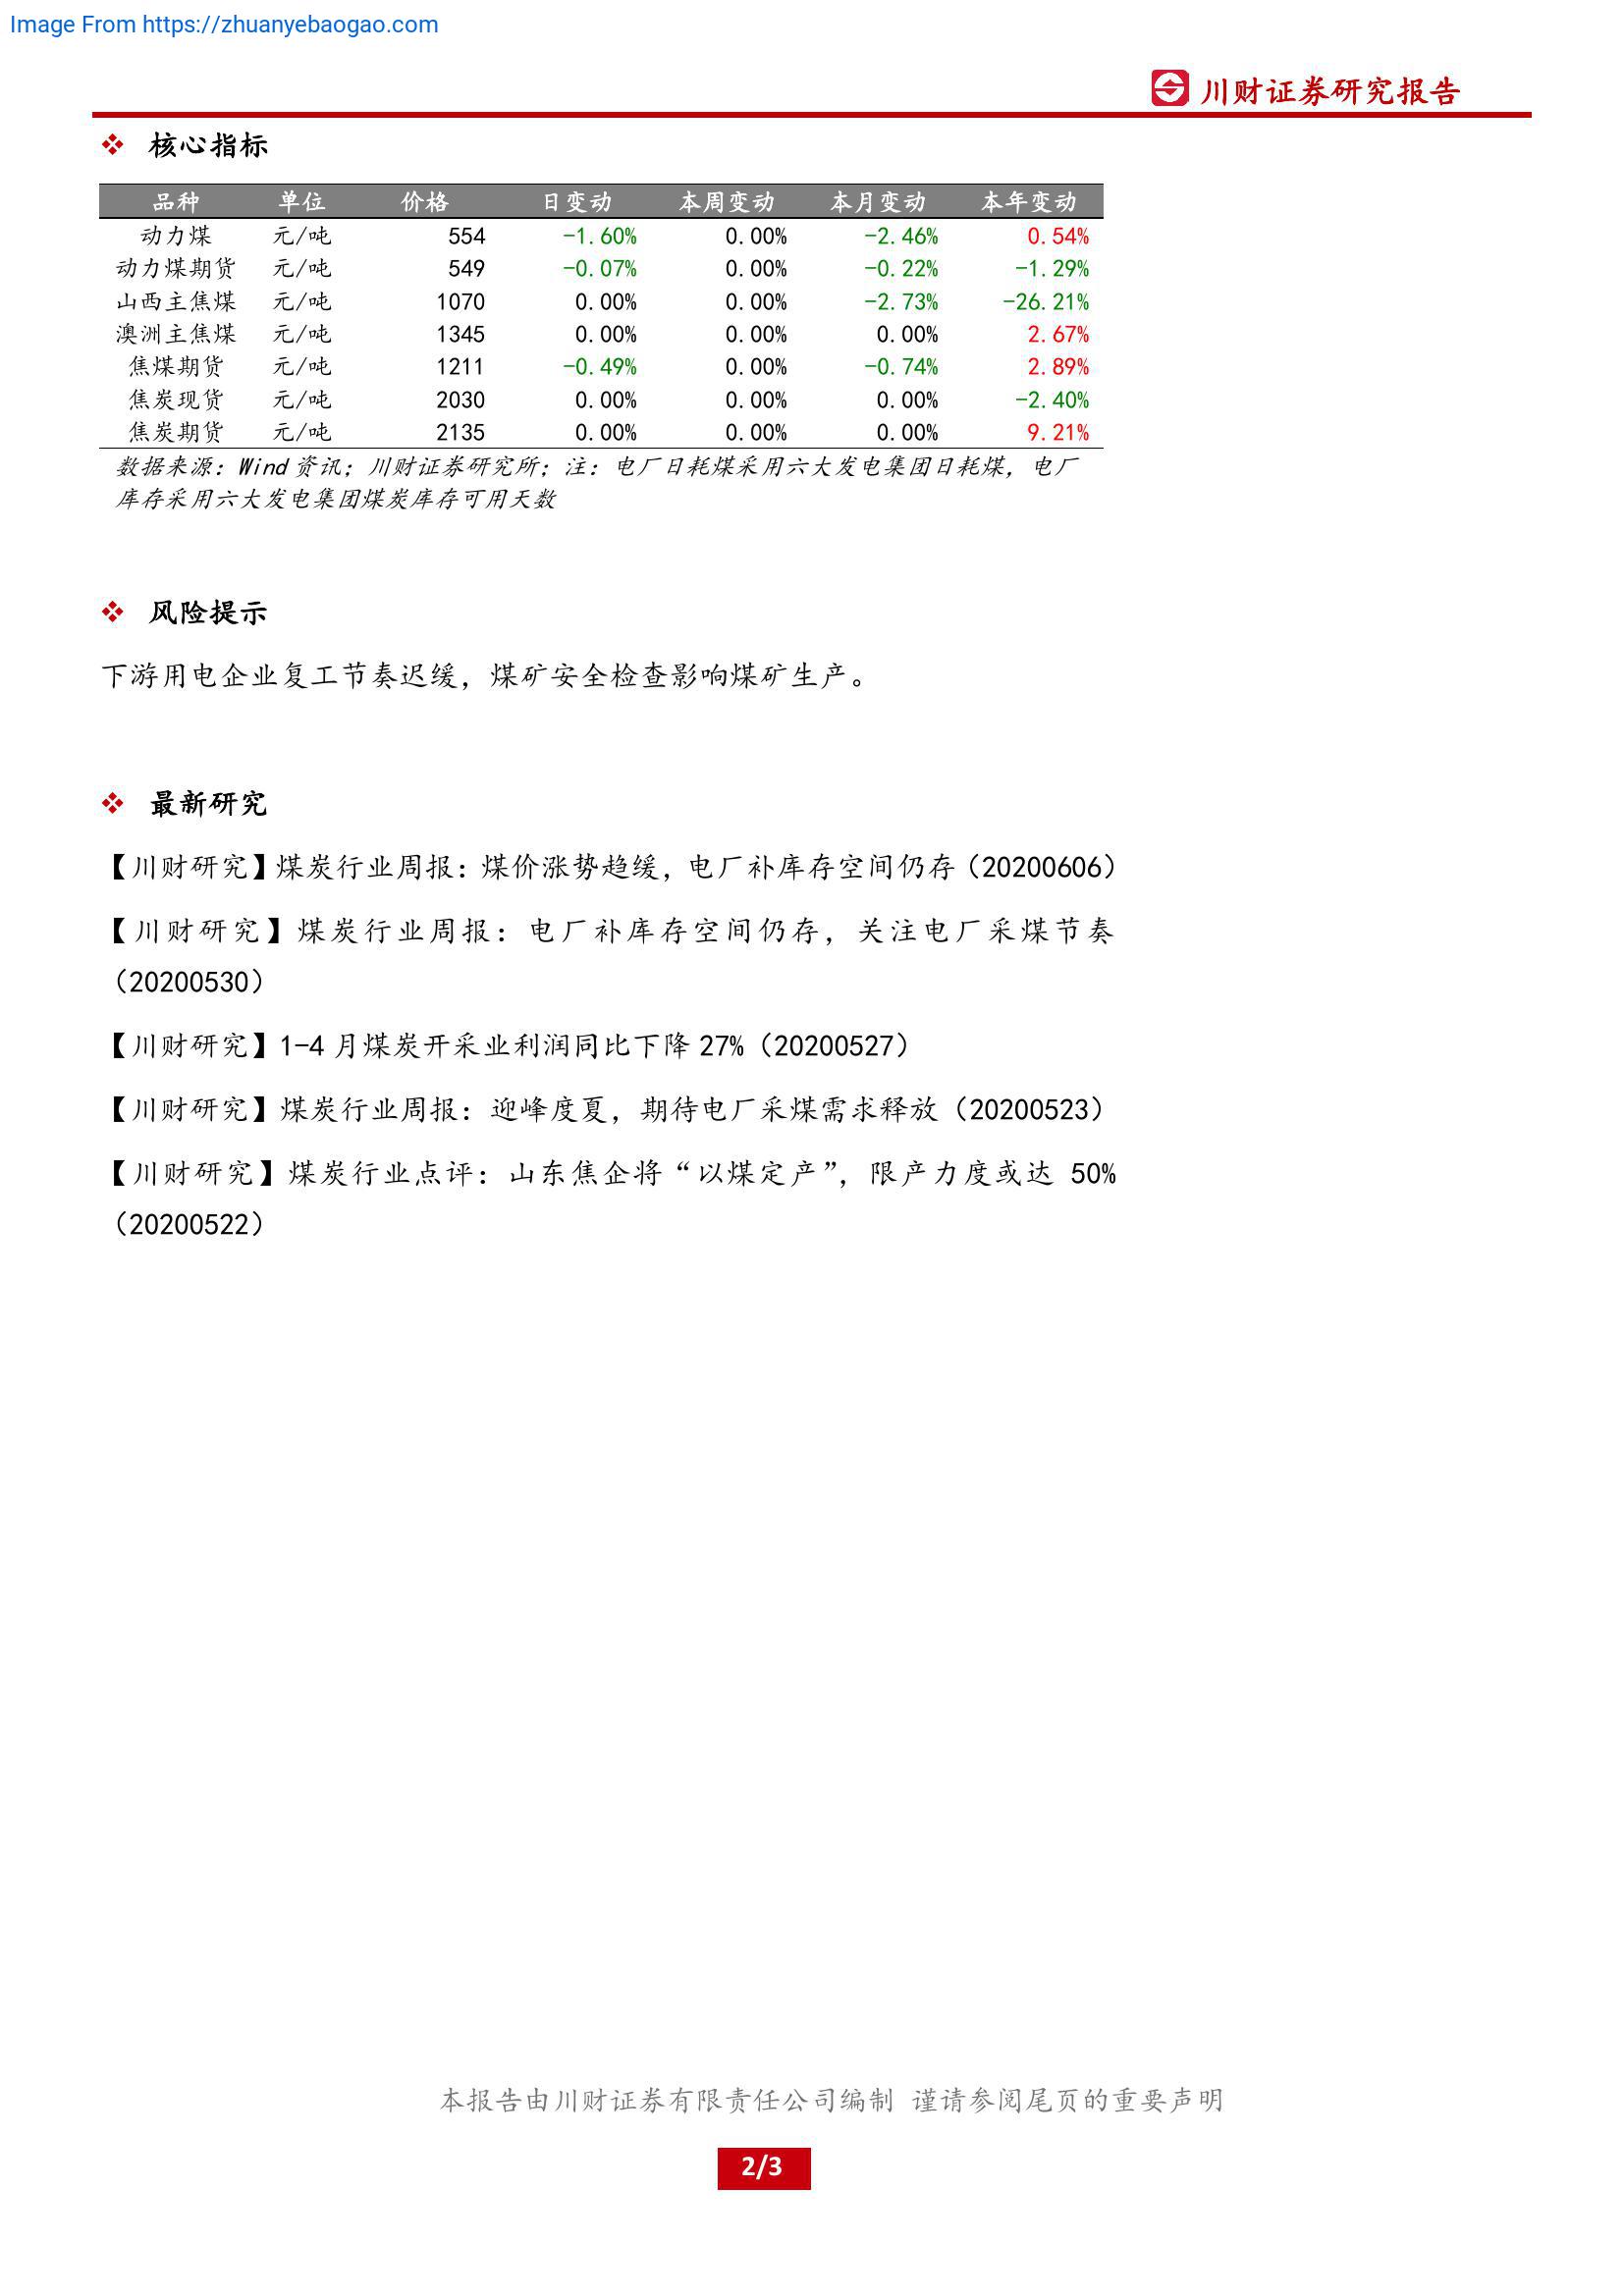 Image From https://zhuanyebaogao.com
川财证券研究报告
核心指标
品种 单位 价格 日变动 本周变动 本月变动 本年变动
动力煤 元/吨 554 -1.60% 0.00% -2.46% 0.54%
动力煤期货 元/吨 549 -0.07% 0.00% -0.22% -1.29%
山西主焦煤 元/吨 1070 0.00% 0.00% -2.73% -26.21%
澳洲主焦煤 元/吨 1345 0.00% 0.00% 0.00% 2.67%
焦煤期货 元/吨 1211 -0.49% 0.00% -0.74% 2.89%
焦炭现货 元/吨 2030 0.00% 0.00% 0.00% -2.40%
焦炭期货 元/吨 2135 0.00% 0.00% 0.00% 9.21%
数据来源：Wind 资讯；川财证券研究所；注：电厂日耗煤采用六大发电集团日耗煤，电厂
库存采用六大发电集团煤炭库存可用天数
风险提示
下游用电企业复工节奏迟缓，煤矿安全检查影响煤矿生产。
最新研究
【川财研究】煤炭行业周报：煤价涨势趋缓，电厂补库存空间仍存（20200606）
【川财研究】煤炭行业周报：电厂补库存空间仍存，关注电厂采煤节奏
（20200530）
【川财研究】1-4 月煤炭开采业利润同比下降 27%（20200527）
【川财研究】煤炭行业周报：迎峰度夏，期待电厂采煤需求释放（20200523）
【川财研究】煤炭行业点评：山东焦企将“以煤定产”，限产力度或达 50%
（20200522）
本报告由川财证券有限责任公司编制 谨请参阅尾页的重要声明
2/3